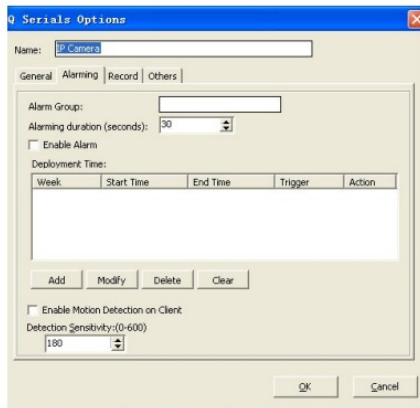 Q Serials Options
Name: IP Camera
General Alarming Record Others
Alarm Group:
Alarming duration (seconds): 30
Enable Alarm
Deployment Time:
Week Start Time End Time Trigger Action
Add Modify Delete Clear
Enable Motion Detection on Client
Detection Sensitivity:(0-600)
180
OK Cancel